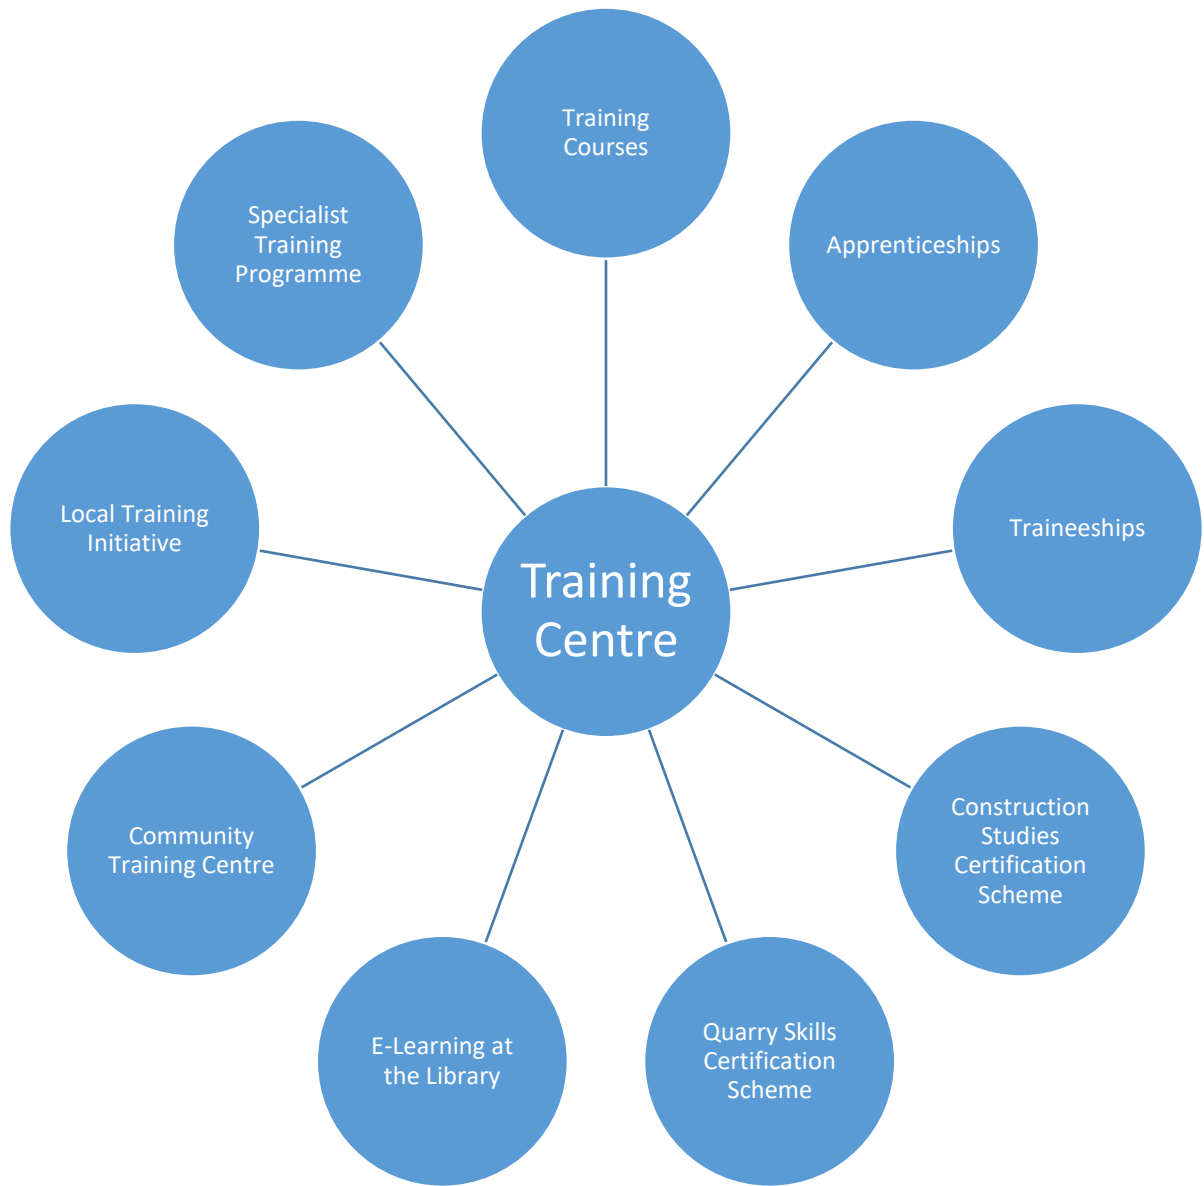 Training
Courses
Apprenticeships
Traineeships
Construction
Studies
Certification
Scheme
Quarry Skills
Certification
Scheme
E-Learning at
the Library
Community
Training Centre
Local Training
Initiative
Specialist
Training
Programme
Training
Centre